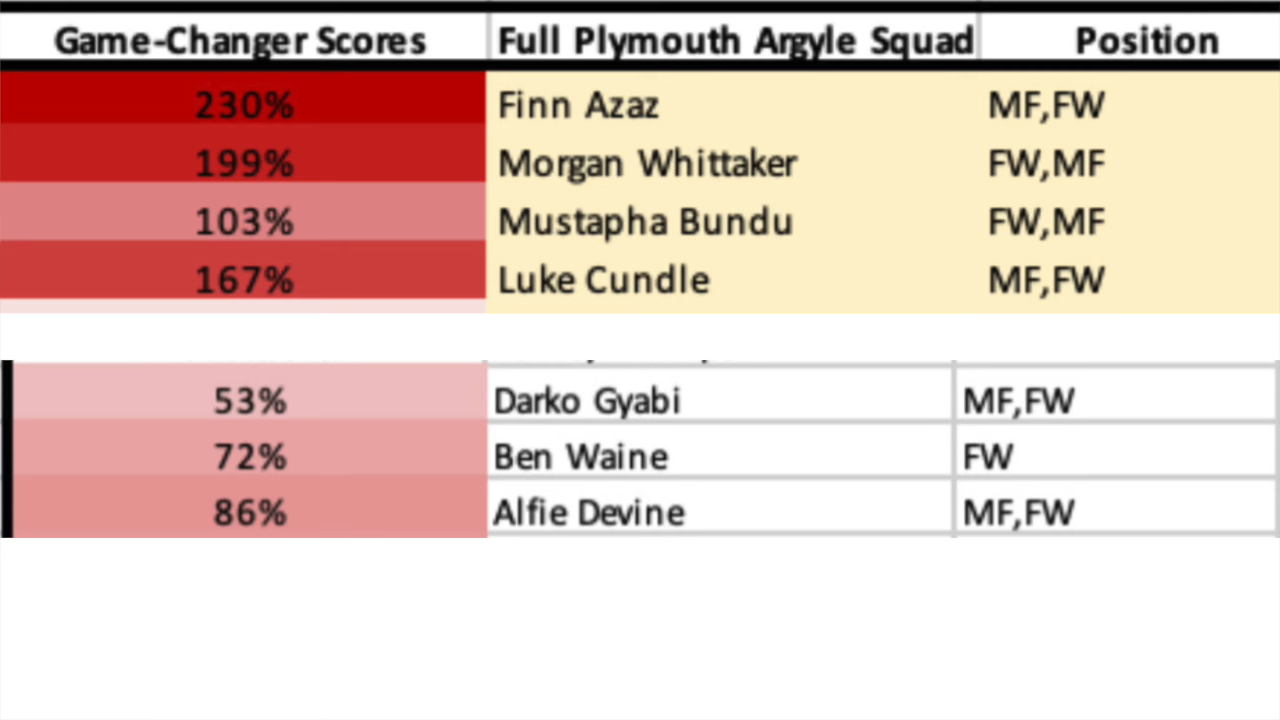 Game-Changer Scores Full Plymouth Argyle Squad Position
230% Finn Azaz MF,FW
199% Morgan Whittaker FW,MF
103% Mustapha Bundu FW,MF
167% Luke Cundle MF,FW
53% Darko Gyabi MF,FW
72% Ben Waine FW
86% Alfie Devine MF,FW